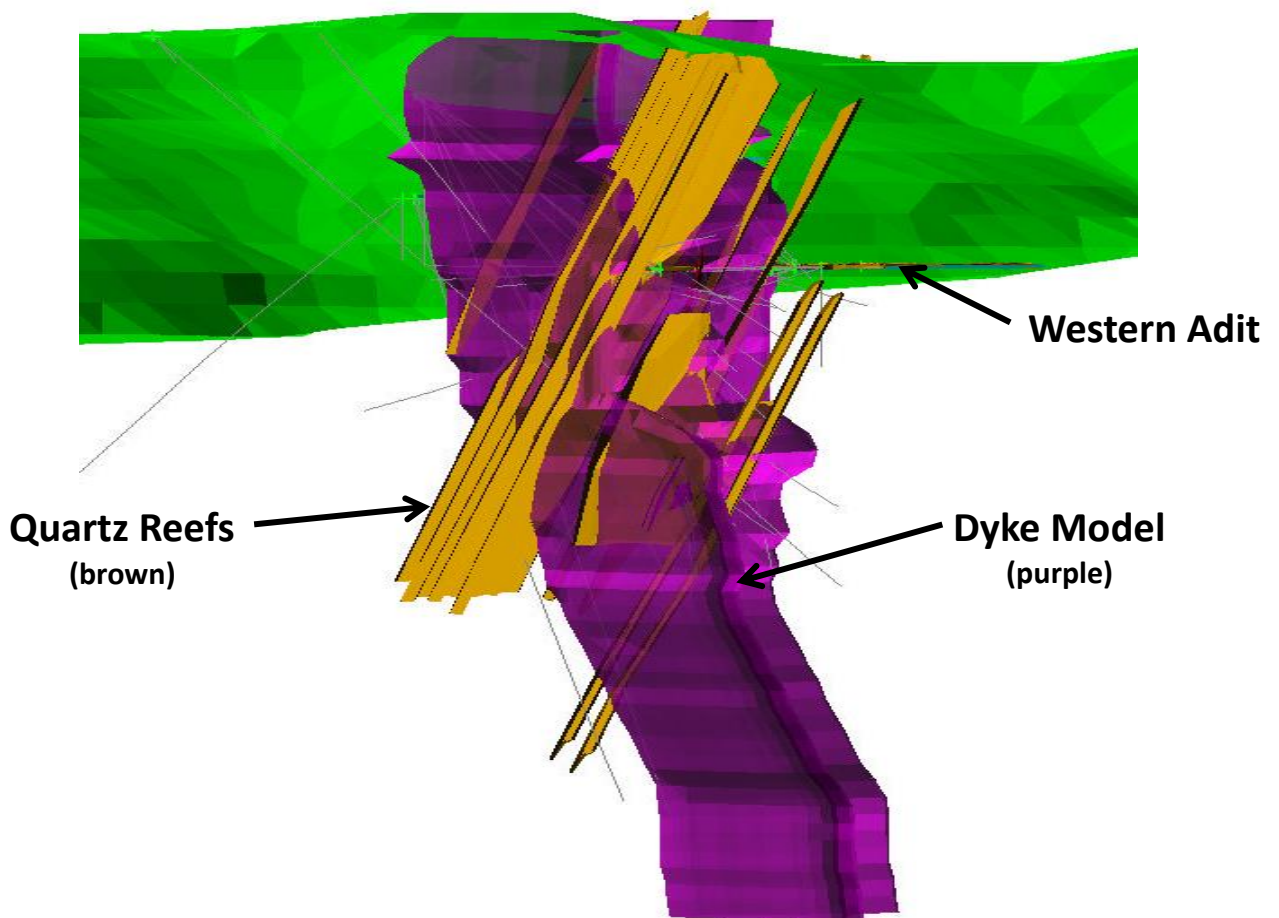 Western Adit
Quartz Reefs
(brown)
Dyke Model
(purple)